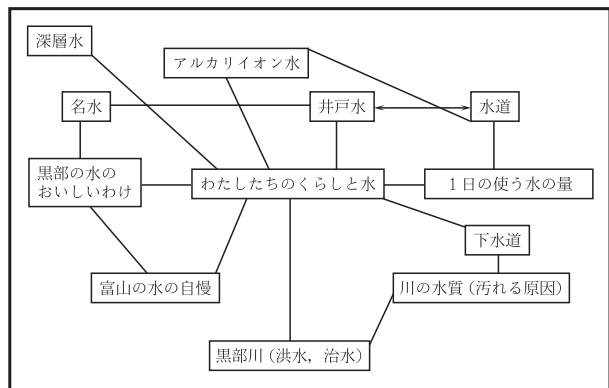 深層水
アルカリイオン水
名水
井戸水
水道
黒部の水の
おいしいわけ
わたしたちのくらしと水
1日の使う水の量
下水道
富山の水の自慢
川の水質(汚れる原因)
黒部川(洪水,治水)